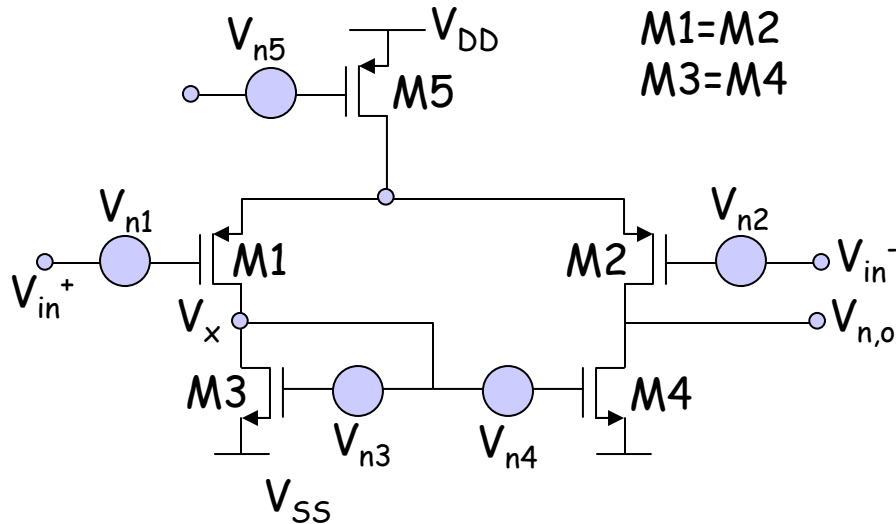 V_DD
M1=M2
M3=M4
V_n5
M5
V_n1
V_n2
M1
M2
V_in^+
V_in^-
V_x
V_n,o
M3
M4
V_n3
V_n4
V_SS